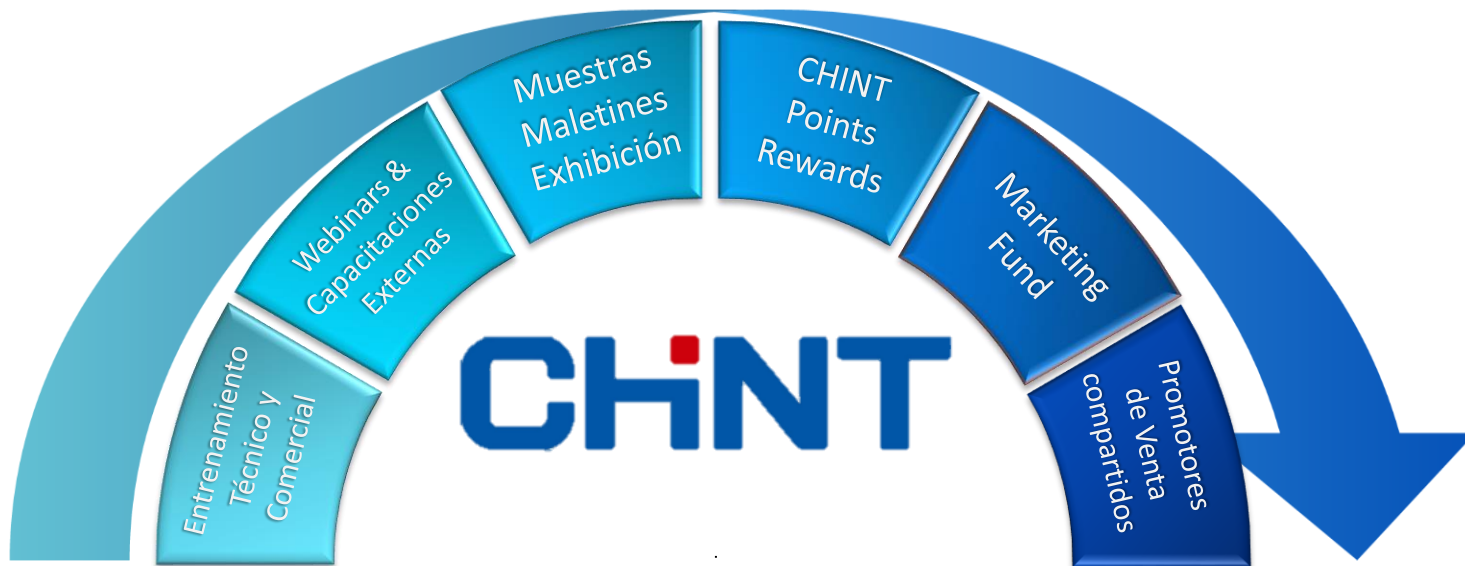 Entrenamiento
Técnico y
Comercial
Webinars &
Capacitaciones
Externas
Muestras
Maletines
Exhibición
CHINT
Points
Rewards
Marketing
Fund
Promotores
de Venta
compartidos
CHiNT
.